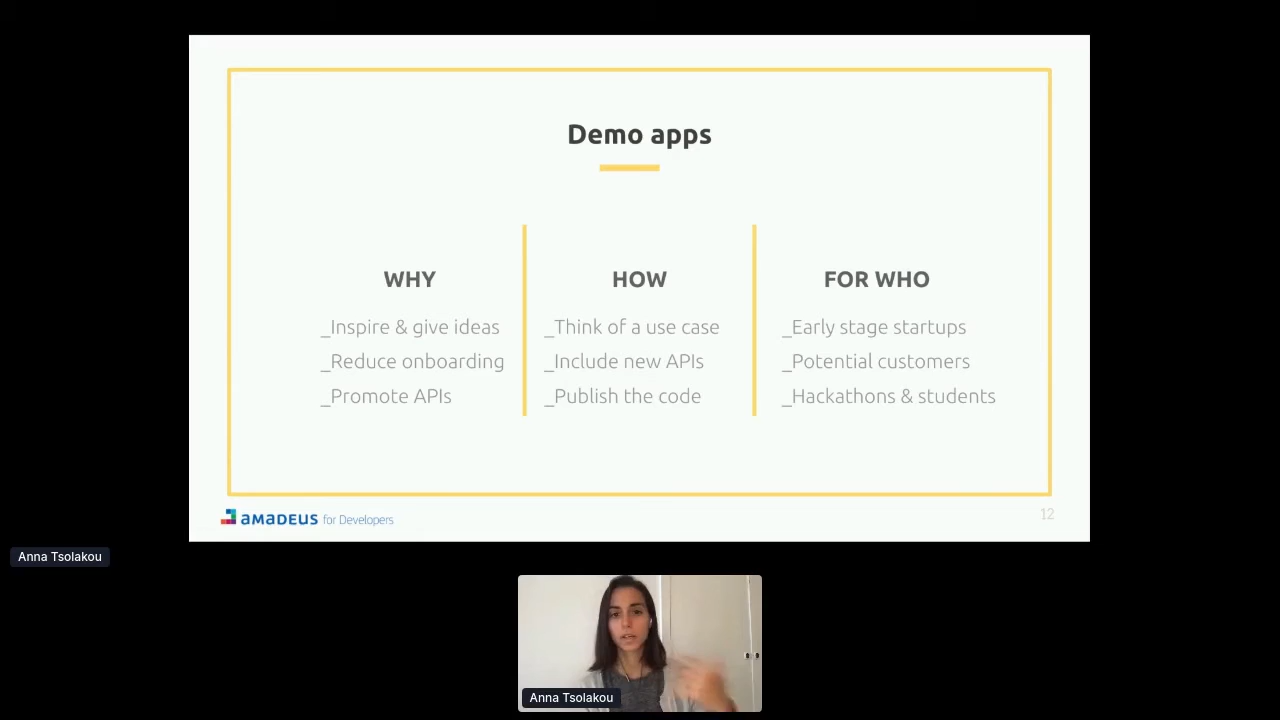 Demo apps
WHY
_Inspire & give ideas
_Reduce onboarding
_Promote APIs
HOW
_Think of a use case
_Include new APIs
_Publish the code
FOR WHO
_Early stage startups
_Potential customers
_Hackathons & students
amadeus for Developers
12
Anna Tsolakou
Anna Tsolakou